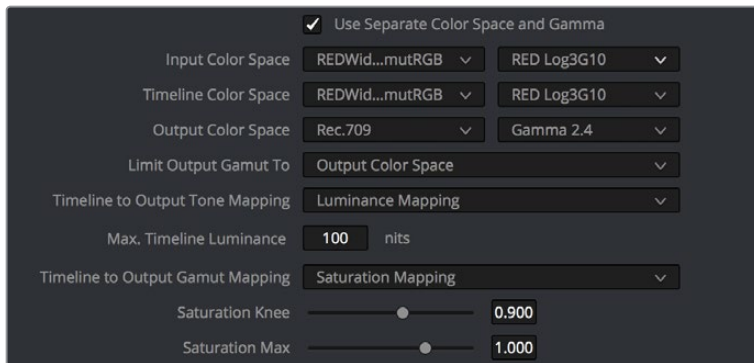 Use Separate Color Space and Gamma
Input Color Space REDWid...mutRGB RED Log3G10
Timeline Color Space REDWid...mutRGB RED Log3G10
Output Color Space Rec.709 Gamma 2.4
Limit Output Gamut To Output Color Space
Timeline to Output Tone Mapping Luminance Mapping
Max. Timeline Luminance 100 nits
Timeline to Output Gamut Mapping Saturation Mapping
Saturation Knee 0.900
Saturation Max 1.000